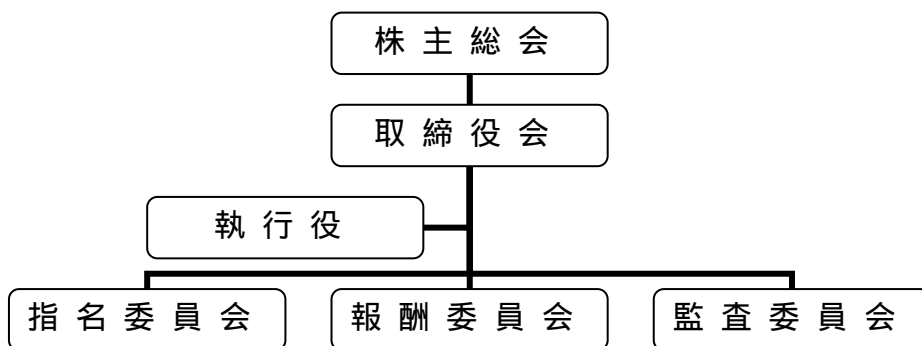 株主総会
取締役会
執行役
指名委員会
報酬委員会
監査委員会